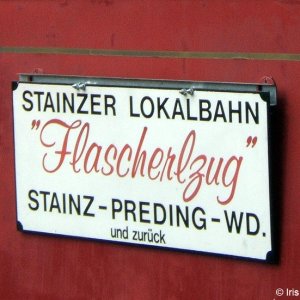 STAINZER LOKALBAHN
"Flascherlzug"
STAINZ-PREDING-WD.
und zurück
© Iris